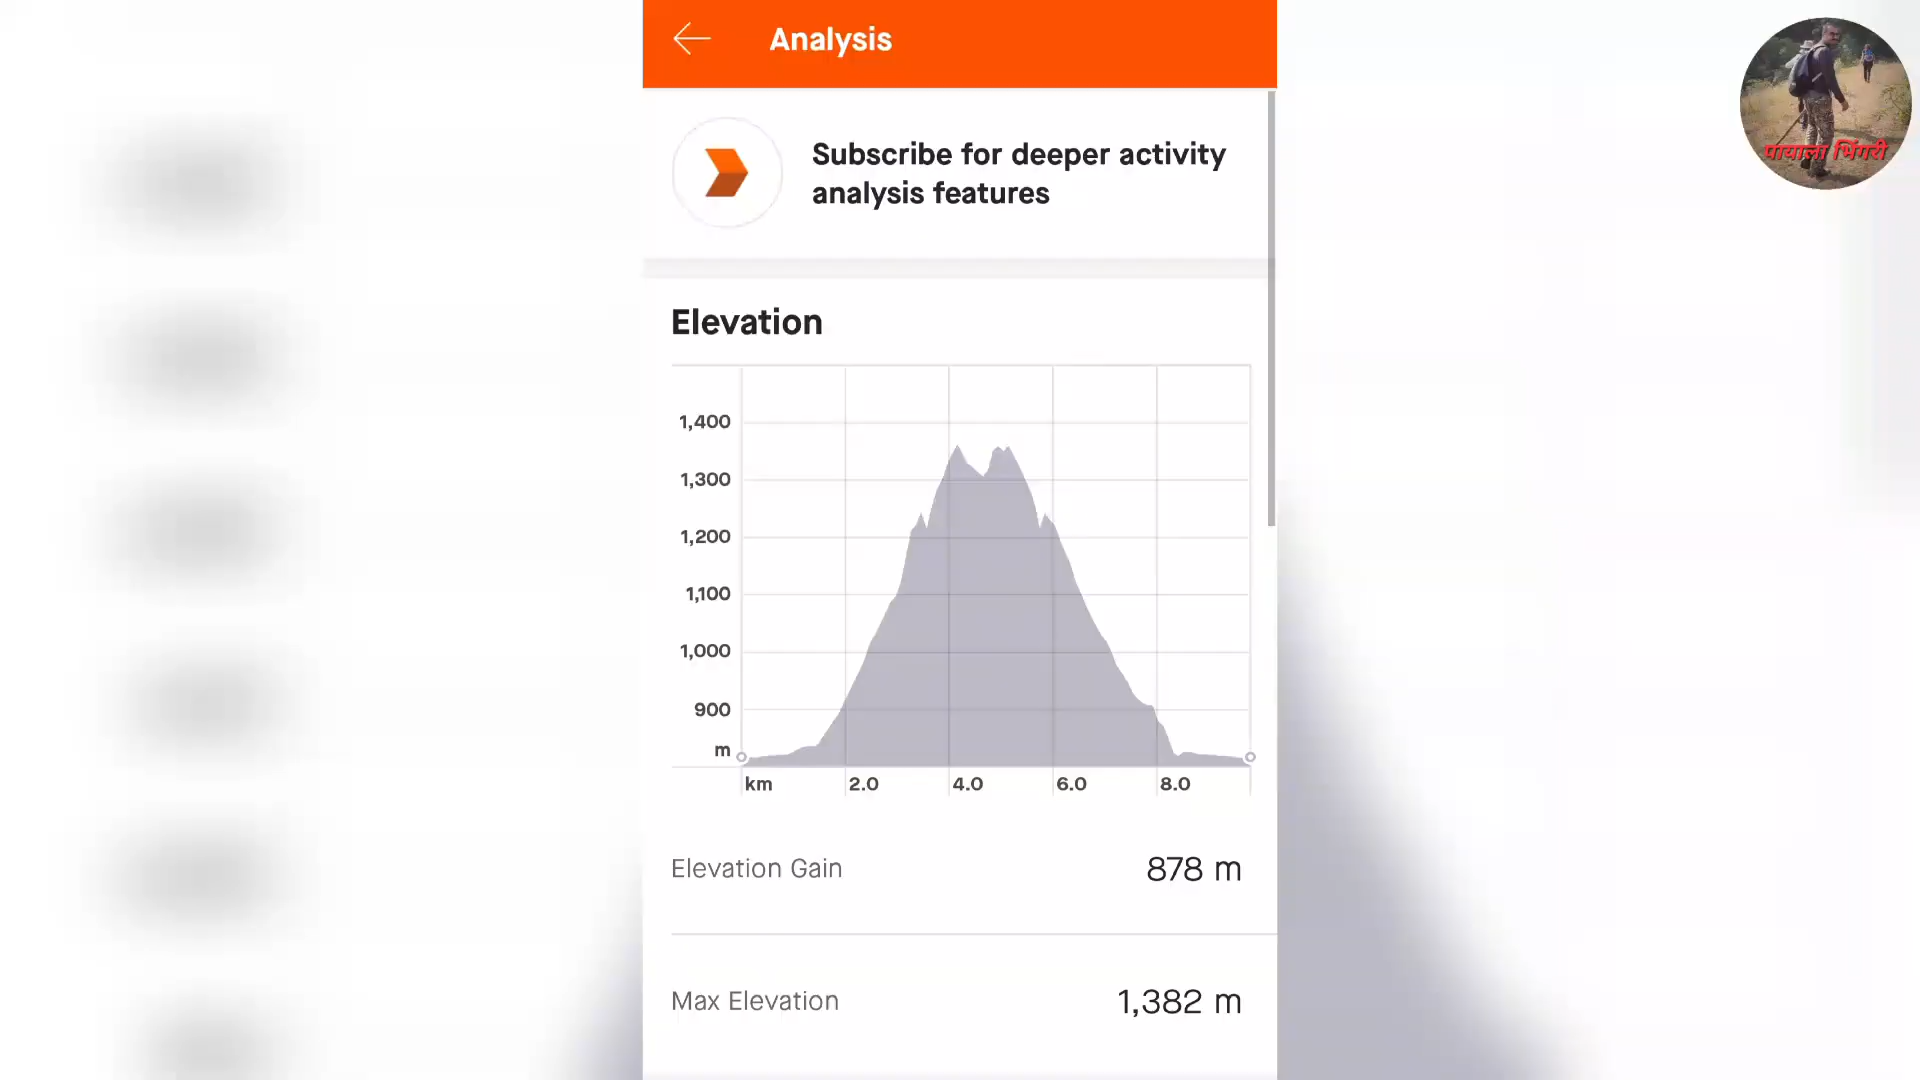 Analysis
Subscribe for deeper activity
analysis features
Elevation
1,400
1,300
1,200
1,100
1,000
900
m
km 2.0 4.0 6.0 8.0
Elevation Gain 878 m
Max Elevation 1,382 m
पायाला भिंगरी